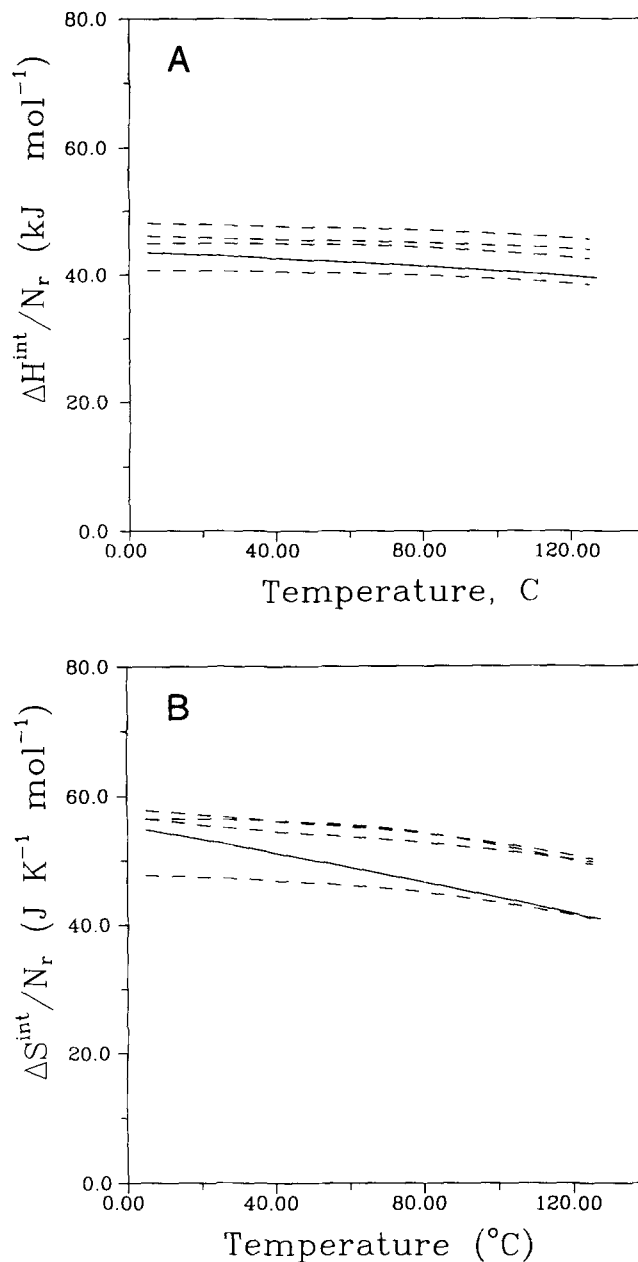 80.0
A
60.0
40.0
20.0
0.0
ΔH^int/N_r (kJ mol⁻¹)
0.00 40.00 80.00 120.00
Temperature, C
80.0
B
60.0
40.0
20.0
0.0
ΔS^int/N_r (J K⁻¹ mol⁻¹)
0.00 40.00 80.00 120.00
Temperature (°C)